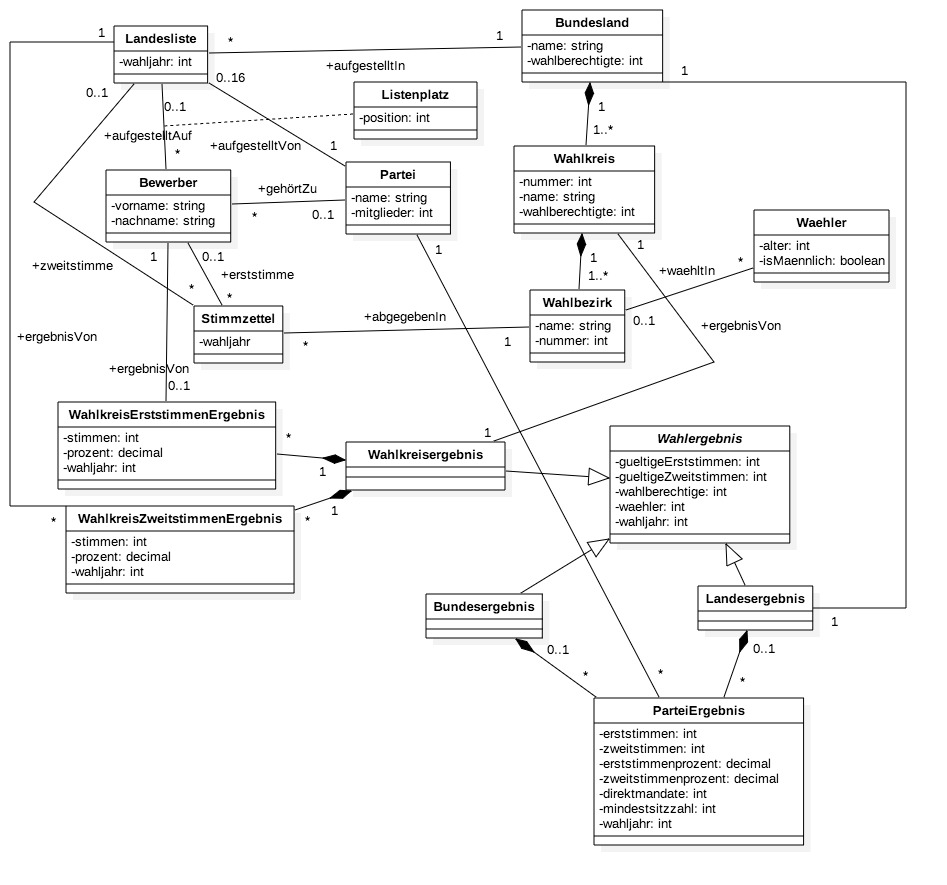 Bundesland
-name: string
-wahlberechtigte: int
1
Landesliste
-wahljahr: int
*
1
1
+aufgestelltIn
0..16
0..1
0..1
Listenplatz
-position: int
1
1..*
+aufgestelltAuf
*
+aufgestelltVon
1
Wahlkreis
-nummer: int
-name: string
-wahlberechtigte: int
Bewerber
-vorname: string
-nachname: string
+gehörtZu
*
0..1
Partei
-name: string
-mitglieder: int
Waehler
-alter: int
-isMaennlich: boolean
1
0..1
1
1
1
*
+zweitstimme
+erststimme
1..*
+waehltIn
*
*
Wahlbezirk
-name: string
-nummer: int
0..1
Stimmzettel
-wahljahr
+abgegebenIn
*
1
+ergebnisVon
+ergebnisVon
+ergebnisVon
0..1
WahlkreisErststimmenErgebnis
-stimmen: int
-prozent: decimal
-wahljahr: int
*
1
1
Wahlkreisergebnis
Wahlergebnis
-gueltigeErststimmen: int
-gueltigeZweitstimmen: int
-wahlberechtige: int
-waehler: int
-wahljahr: int
*
*
1
WahlkreisZweitstimmenErgebnis
-stimmen: int
-prozent: decimal
-wahljahr: int
Bundesergebnis
Landesergebnis
1
0..1
0..1
*
*
*
ParteiErgebnis
-erststimmen: int
-zweitstimmen: int
-erststimmenprozent: decimal
-zweitstimmenprozent: decimal
-direktmandate: int
-mindestsitzzahl: int
-wahljahr: int